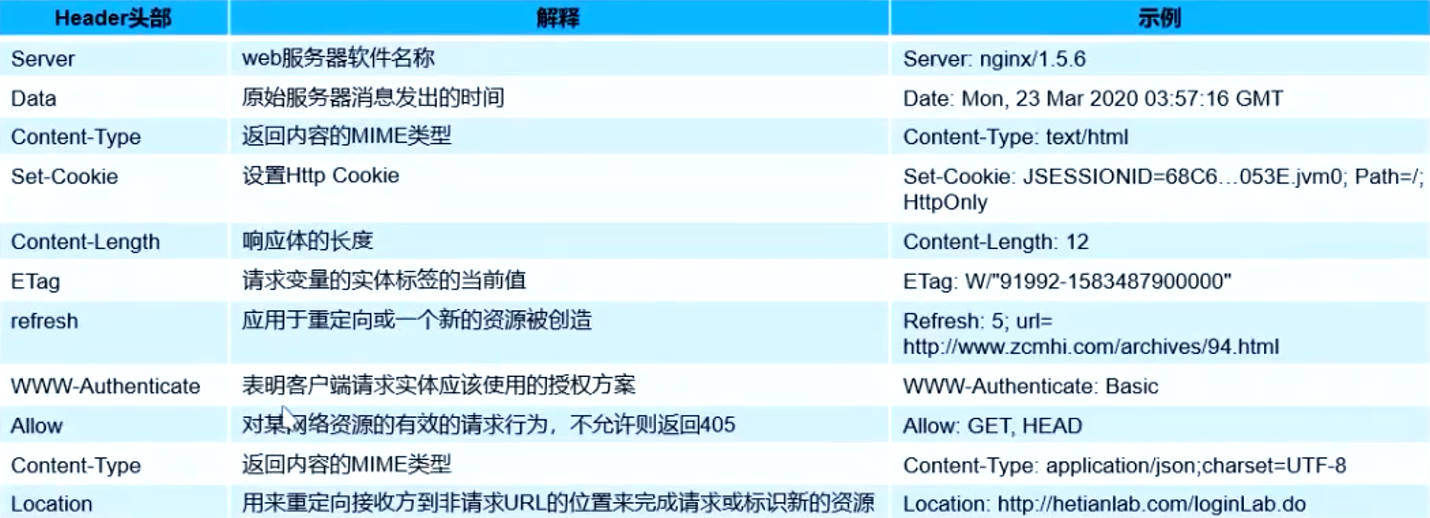 Header头部 解释 示例
Server web服务器软件名称 Server: nginx/1.5.6
Data 原始服务器消息发出的时间 Date: Mon, 23 Mar 2020 03:57:16 GMT
Content-Type 返回内容的MIME类型 Content-Type: text/html
Set-Cookie 设置Http Cookie Set-Cookie: JSESSIONID=68C6...053E.jvm0; Path=/;
HttpOnly
Content-Length 响应体的长度 Content-Length: 12
ETag 请求变量的实体标签的当前值 ETag: W/"91992-1583487900000"
refresh 应用于重定向或一个新的资源被创造 Refresh: 5; url=
http://www.zcmhi.com/archives/94.html
WWW-Authenticate 表明客户端请求实体应该使用的授权方案 WWW-Authenticate: Basic
Allow 对某网络资源的有效的请求行为，不允许则返回405 Allow: GET, HEAD
Content-Type 返回内容的MIME类型 Content-Type: application/json;charset=UTF-8
Location 用来重定向接收方到非请求URL的位置来完成请求或标识新的资源 Location: http://hetianlab.com/loginLab.do